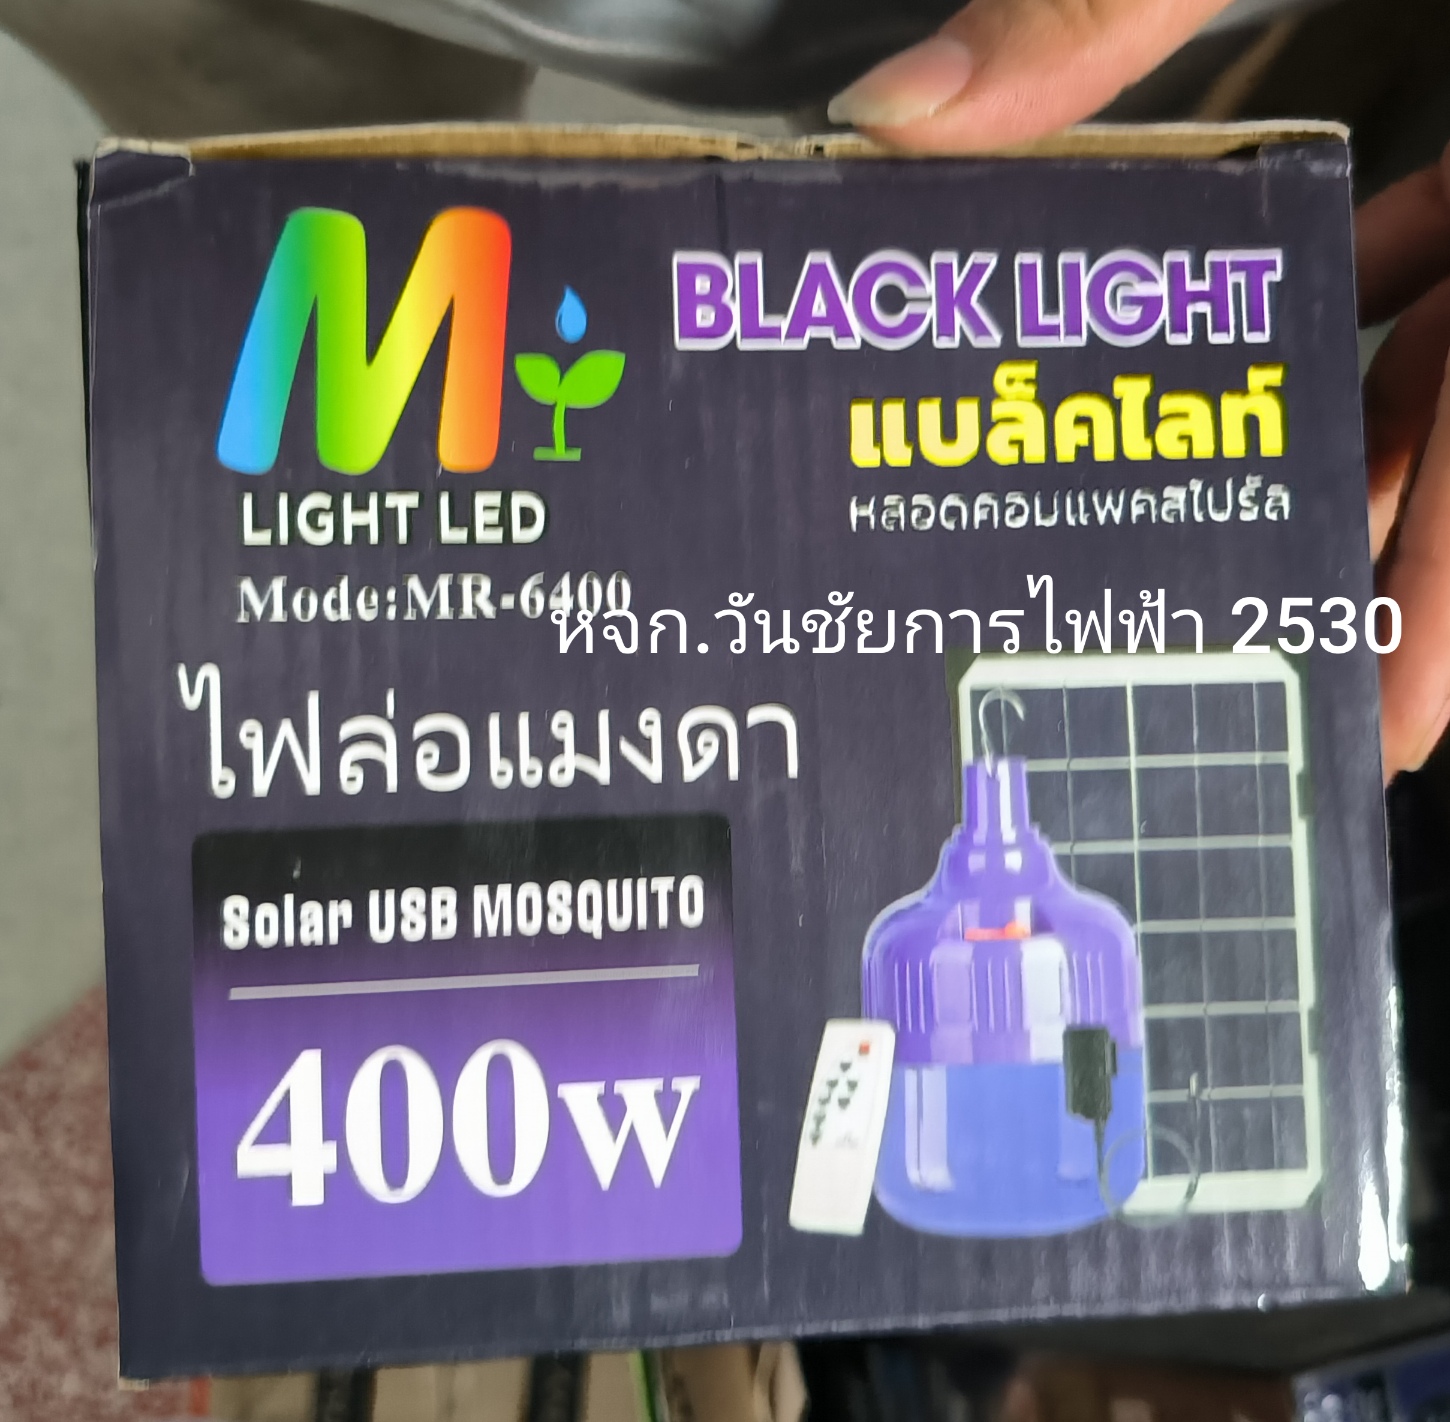 M
BLACK LIGHT
แบล็คไลท์
หลอดคอมแพคสไปรัล
LIGHT LED
Mode:MR-6400
หจก.วันชัยการไฟฟ้า 2530
ไฟล่อแมงดา
Solar USB MOSQUITO
400w